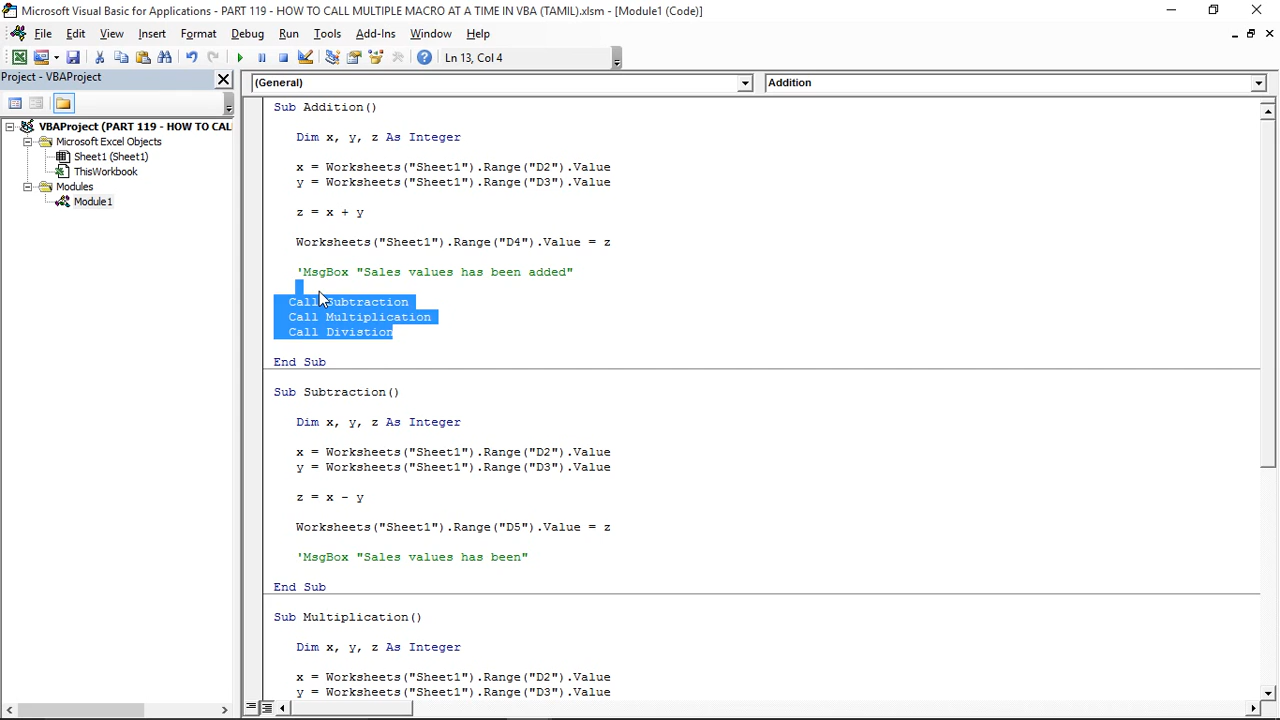 Microsoft Visual Basic for Applications - PART 119 - HOW TO CALL MULTIPLE MACRO AT A TIME IN VBA (TAMIL).xlsm - [Module1 (Code)]
File Edit View Insert Format Debug Run Tools Add-Ins Window Help
Ln 13, Col 4
Project - VBAProject
(General) Addition
VBAProject (PART 119 - HOW TO CAL
Microsoft Excel Objects
Sheet1 (Sheet1)
ThisWorkbook
Modules
Module1
Sub Addition()
Dim x, y, z As Integer
x = Worksheets("Sheet1").Range("D2").Value
y = Worksheets("Sheet1").Range("D3").Value
z = x + y
Worksheets("Sheet1").Range("D4").Value = z
'MsgBox "Sales values has been added"
Call Subtraction
Call Multiplication
Call Divistion
End Sub
Sub Subtraction()
Dim x, y, z As Integer
x = Worksheets("Sheet1").Range("D2").Value
y = Worksheets("Sheet1").Range("D3").Value
z = x - y
Worksheets("Sheet1").Range("D5").Value = z
'MsgBox "Sales values has been"
End Sub
Sub Multiplication()
Dim x, y, z As Integer
x = Worksheets("Sheet1").Range("D2").Value
y = Worksheets("Sheet1").Range("D3").Value